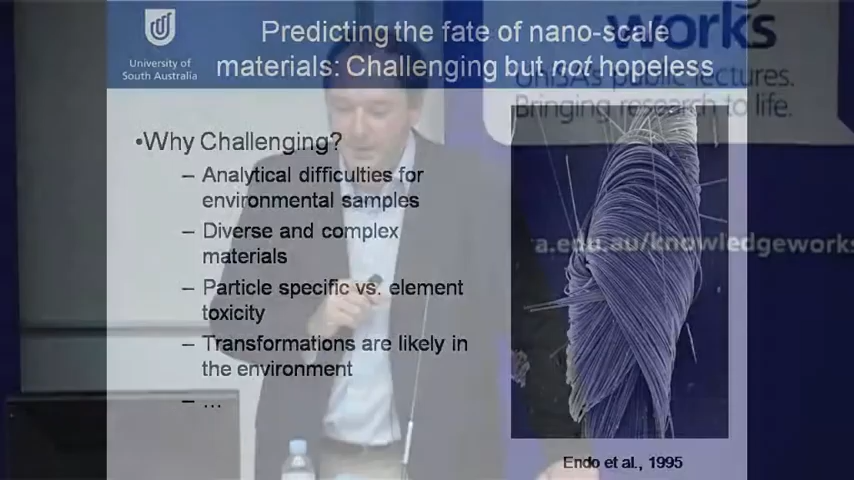 University of
South Australia
Predicting the fate of nano-scale
materials: Challenging but not hopeless
works
UniSA's public lectures.
Bringing research to life.
•Why Challenging?
– Analytical difficulties for
environmental samples
– Diverse and complex
materials
– Particle specific vs. element
toxicity
– Transformations are likely in
the environment
– ...
a.edu.au/knowledgeworks
Endo et al., 1995